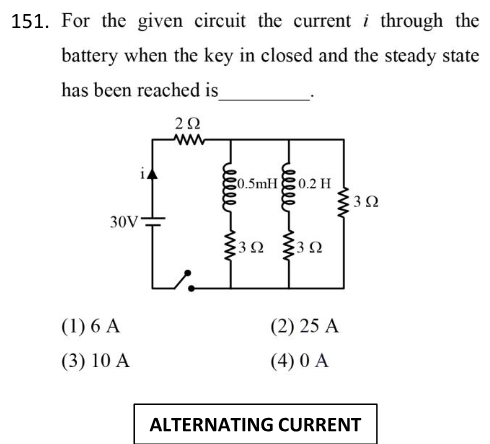 151. For the given circuit the current i through the
battery when the key in closed and the steady state
has been reached is__________.
2 Ω
i
0.5mH 0.2 H
3 Ω
30V
3 Ω 3 Ω
(1) 6 A (2) 25 A
(3) 10 A (4) 0 A
ALTERNATING CURRENT